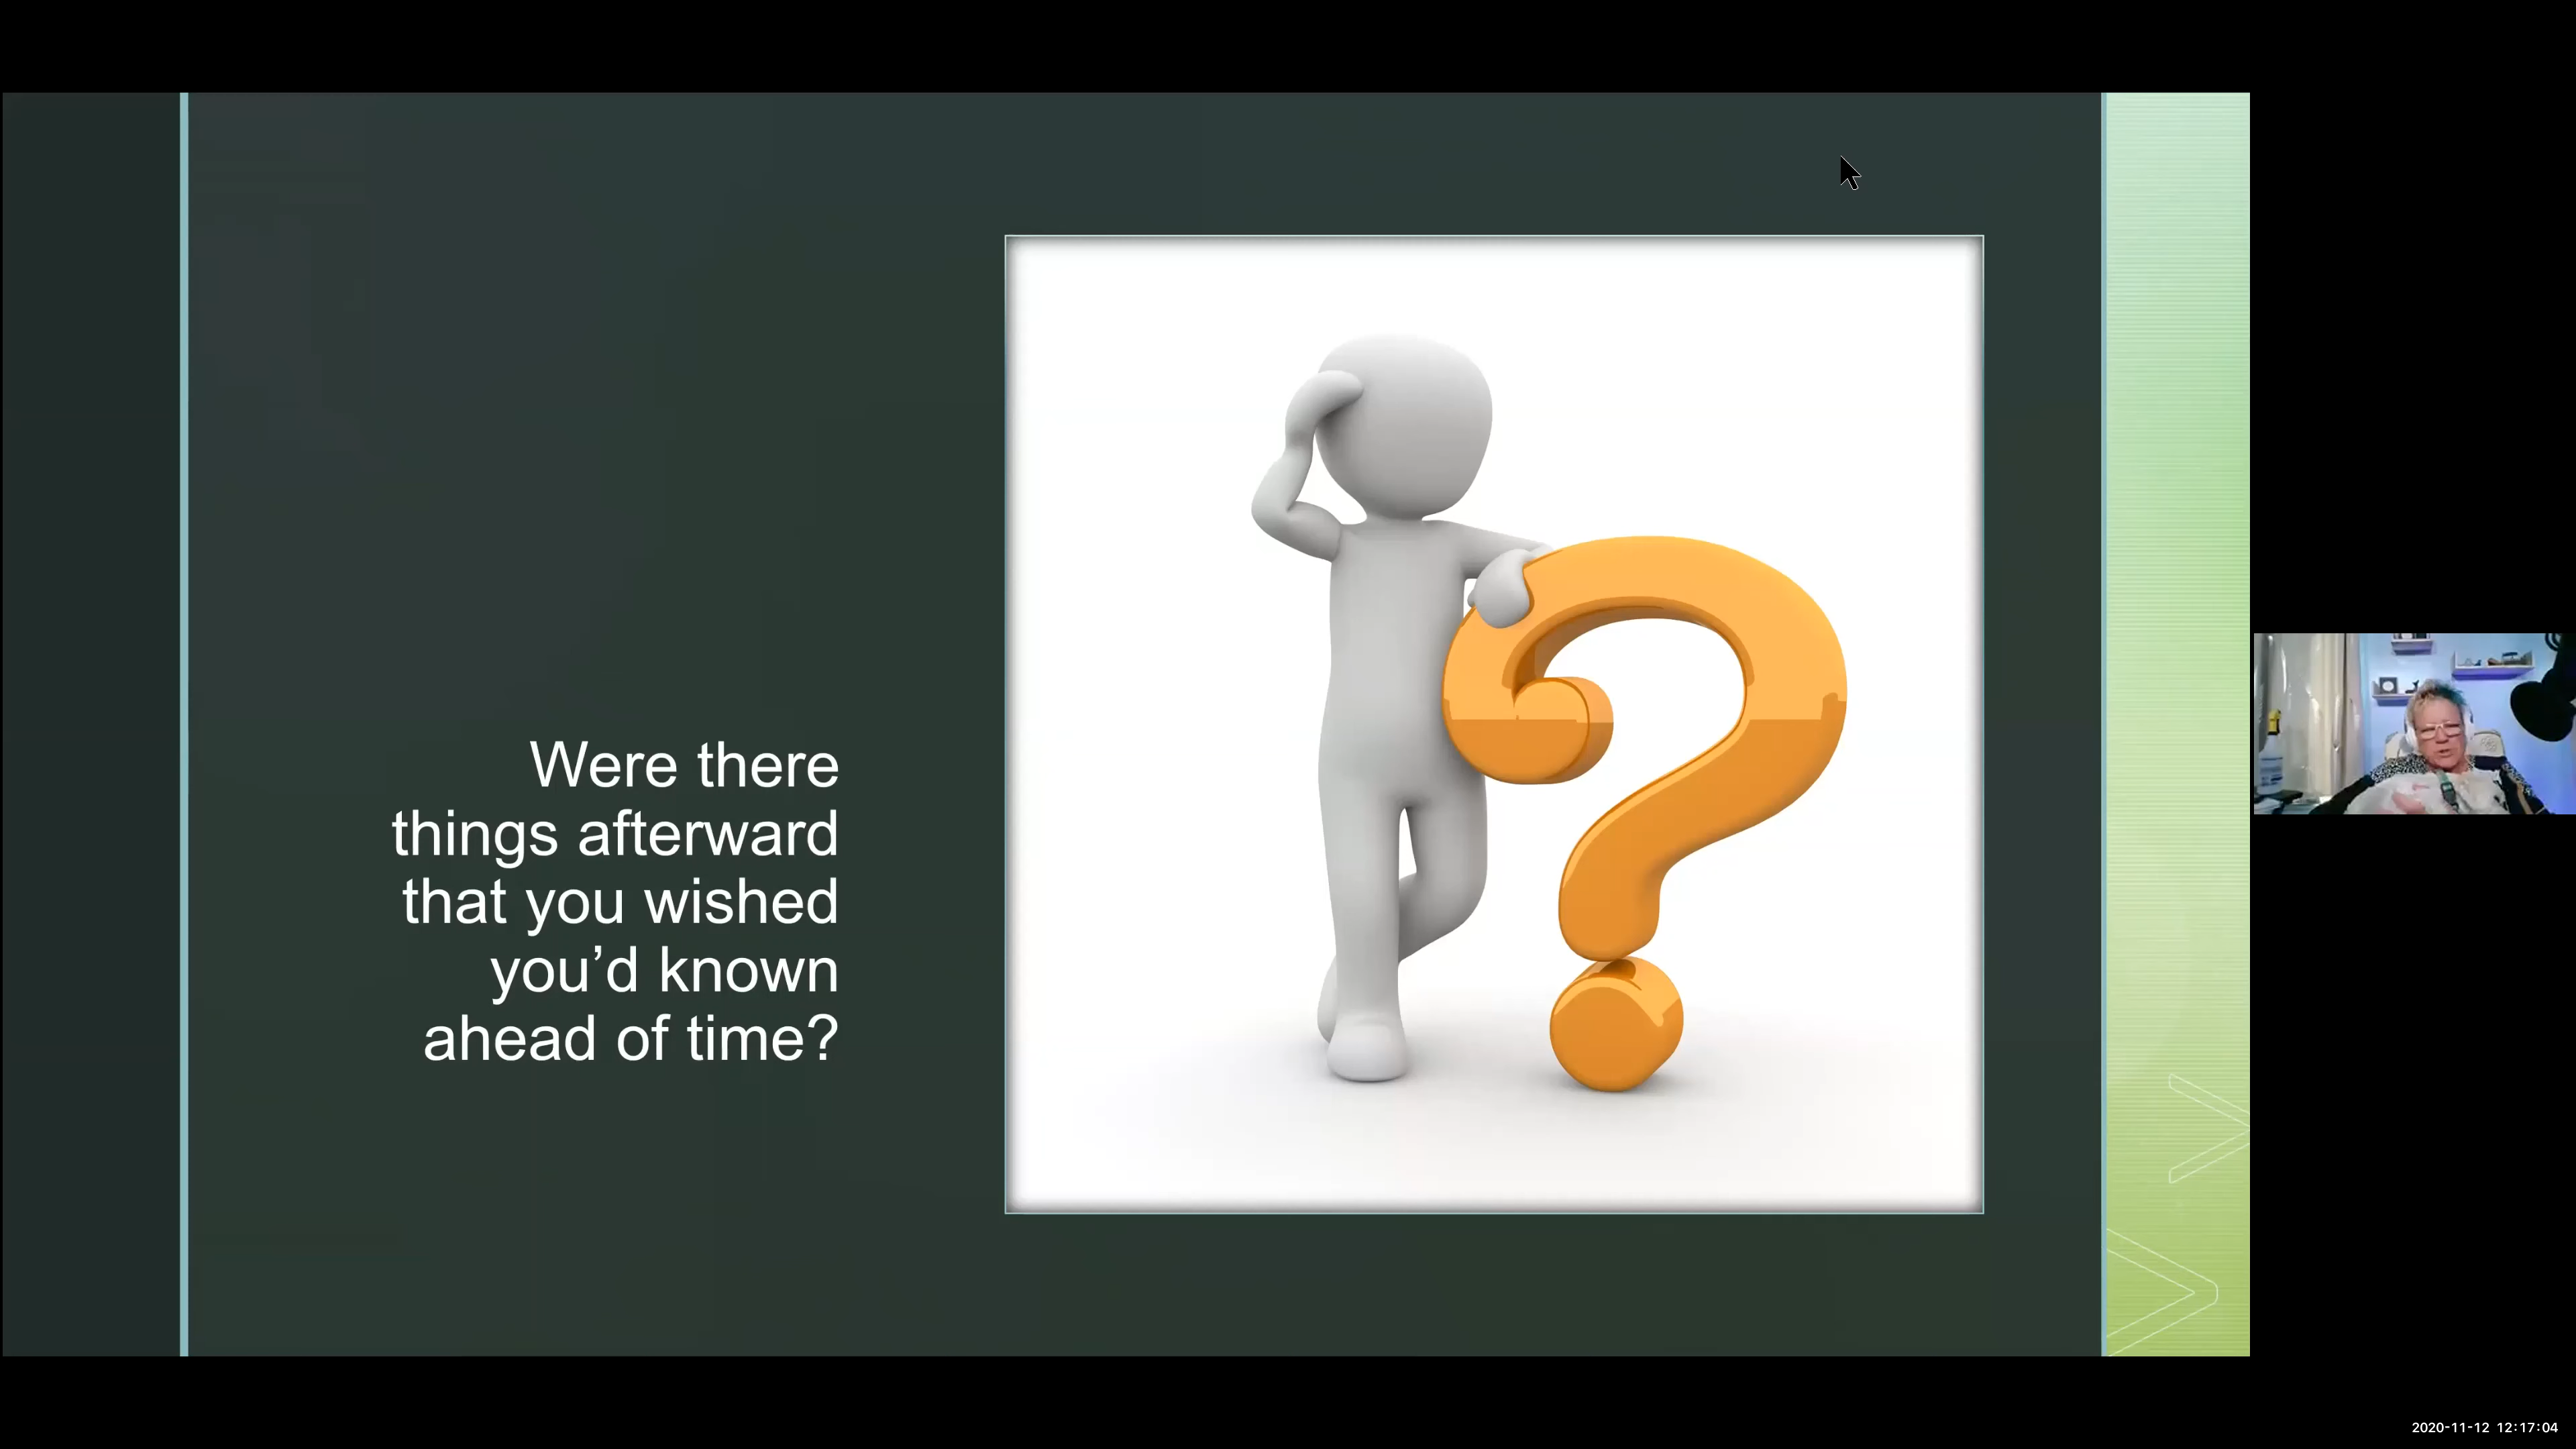 Were there
things afterward
that you wished
you’d known
ahead of time?
2020-11-12 12:17:04